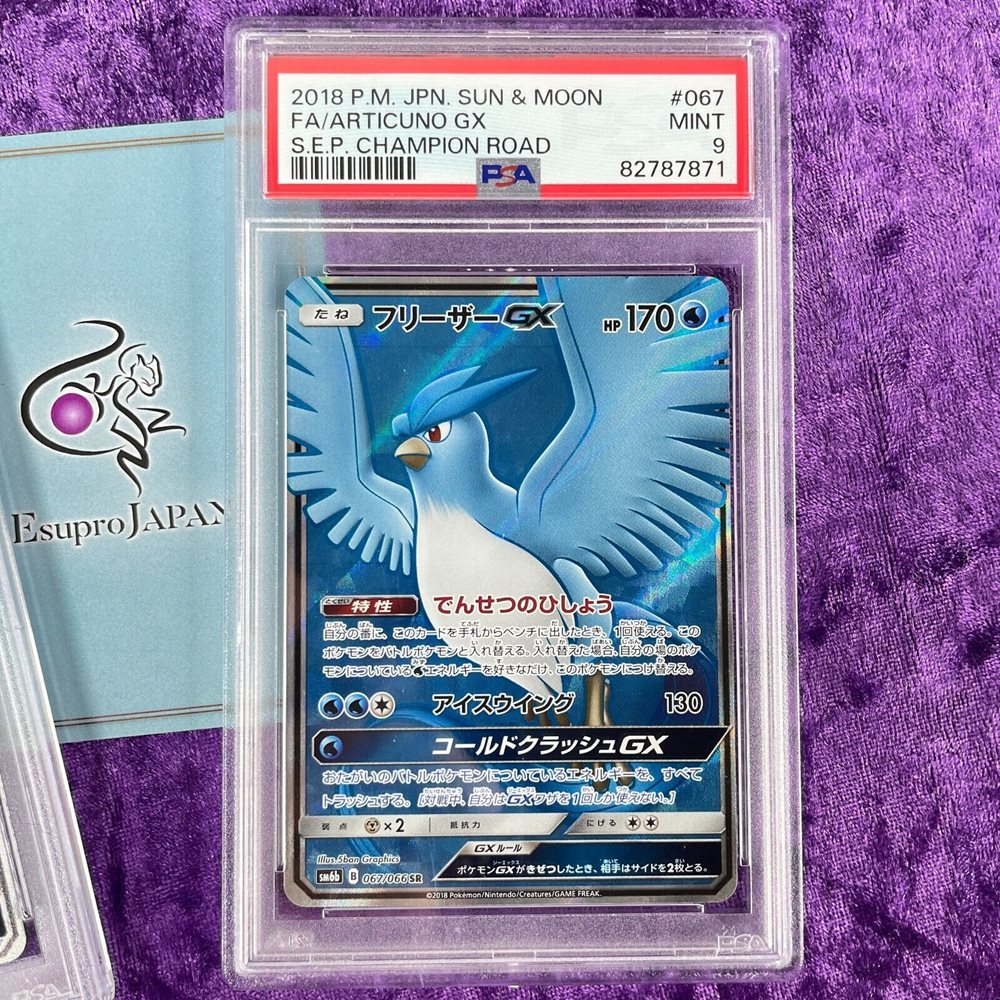 2018 P.M. JPN. SUN & MOON #067
FA/ARTICUNO GX MINT
S.E.P. CHAMPION ROAD 9
PSA 82787871
EsuproJAPAN
たね フリーザーGX HP 170
とくせい
特性 でんせつのひしょう
自分の番に、このカードを手札からベンチに出したとき、1回使える。この
ポケモンをバトルポケモンと入れ替える。入れ替えた場合、自分の場のポケ
モンについているエネルギーを好きなだけ、このポケモンにつけ替える。
アイスウイング 130
コールドクラッシュGX
おたがいのバトルポケモンについているエネルギーを、すべて
トラッシュする。[対戦中、自分はGXワザを1回しか使えない。]
弱点 ×2 抵抗力 にげる
GXルール
ポケモンGXがきぜつしたとき、相手はサイドを2枚とる。
Illus. 5ban Graphics
sm6b B 067/066 SR
©2018 Pokémon/Nintendo/Creatures/GAME FREAK.
PSA